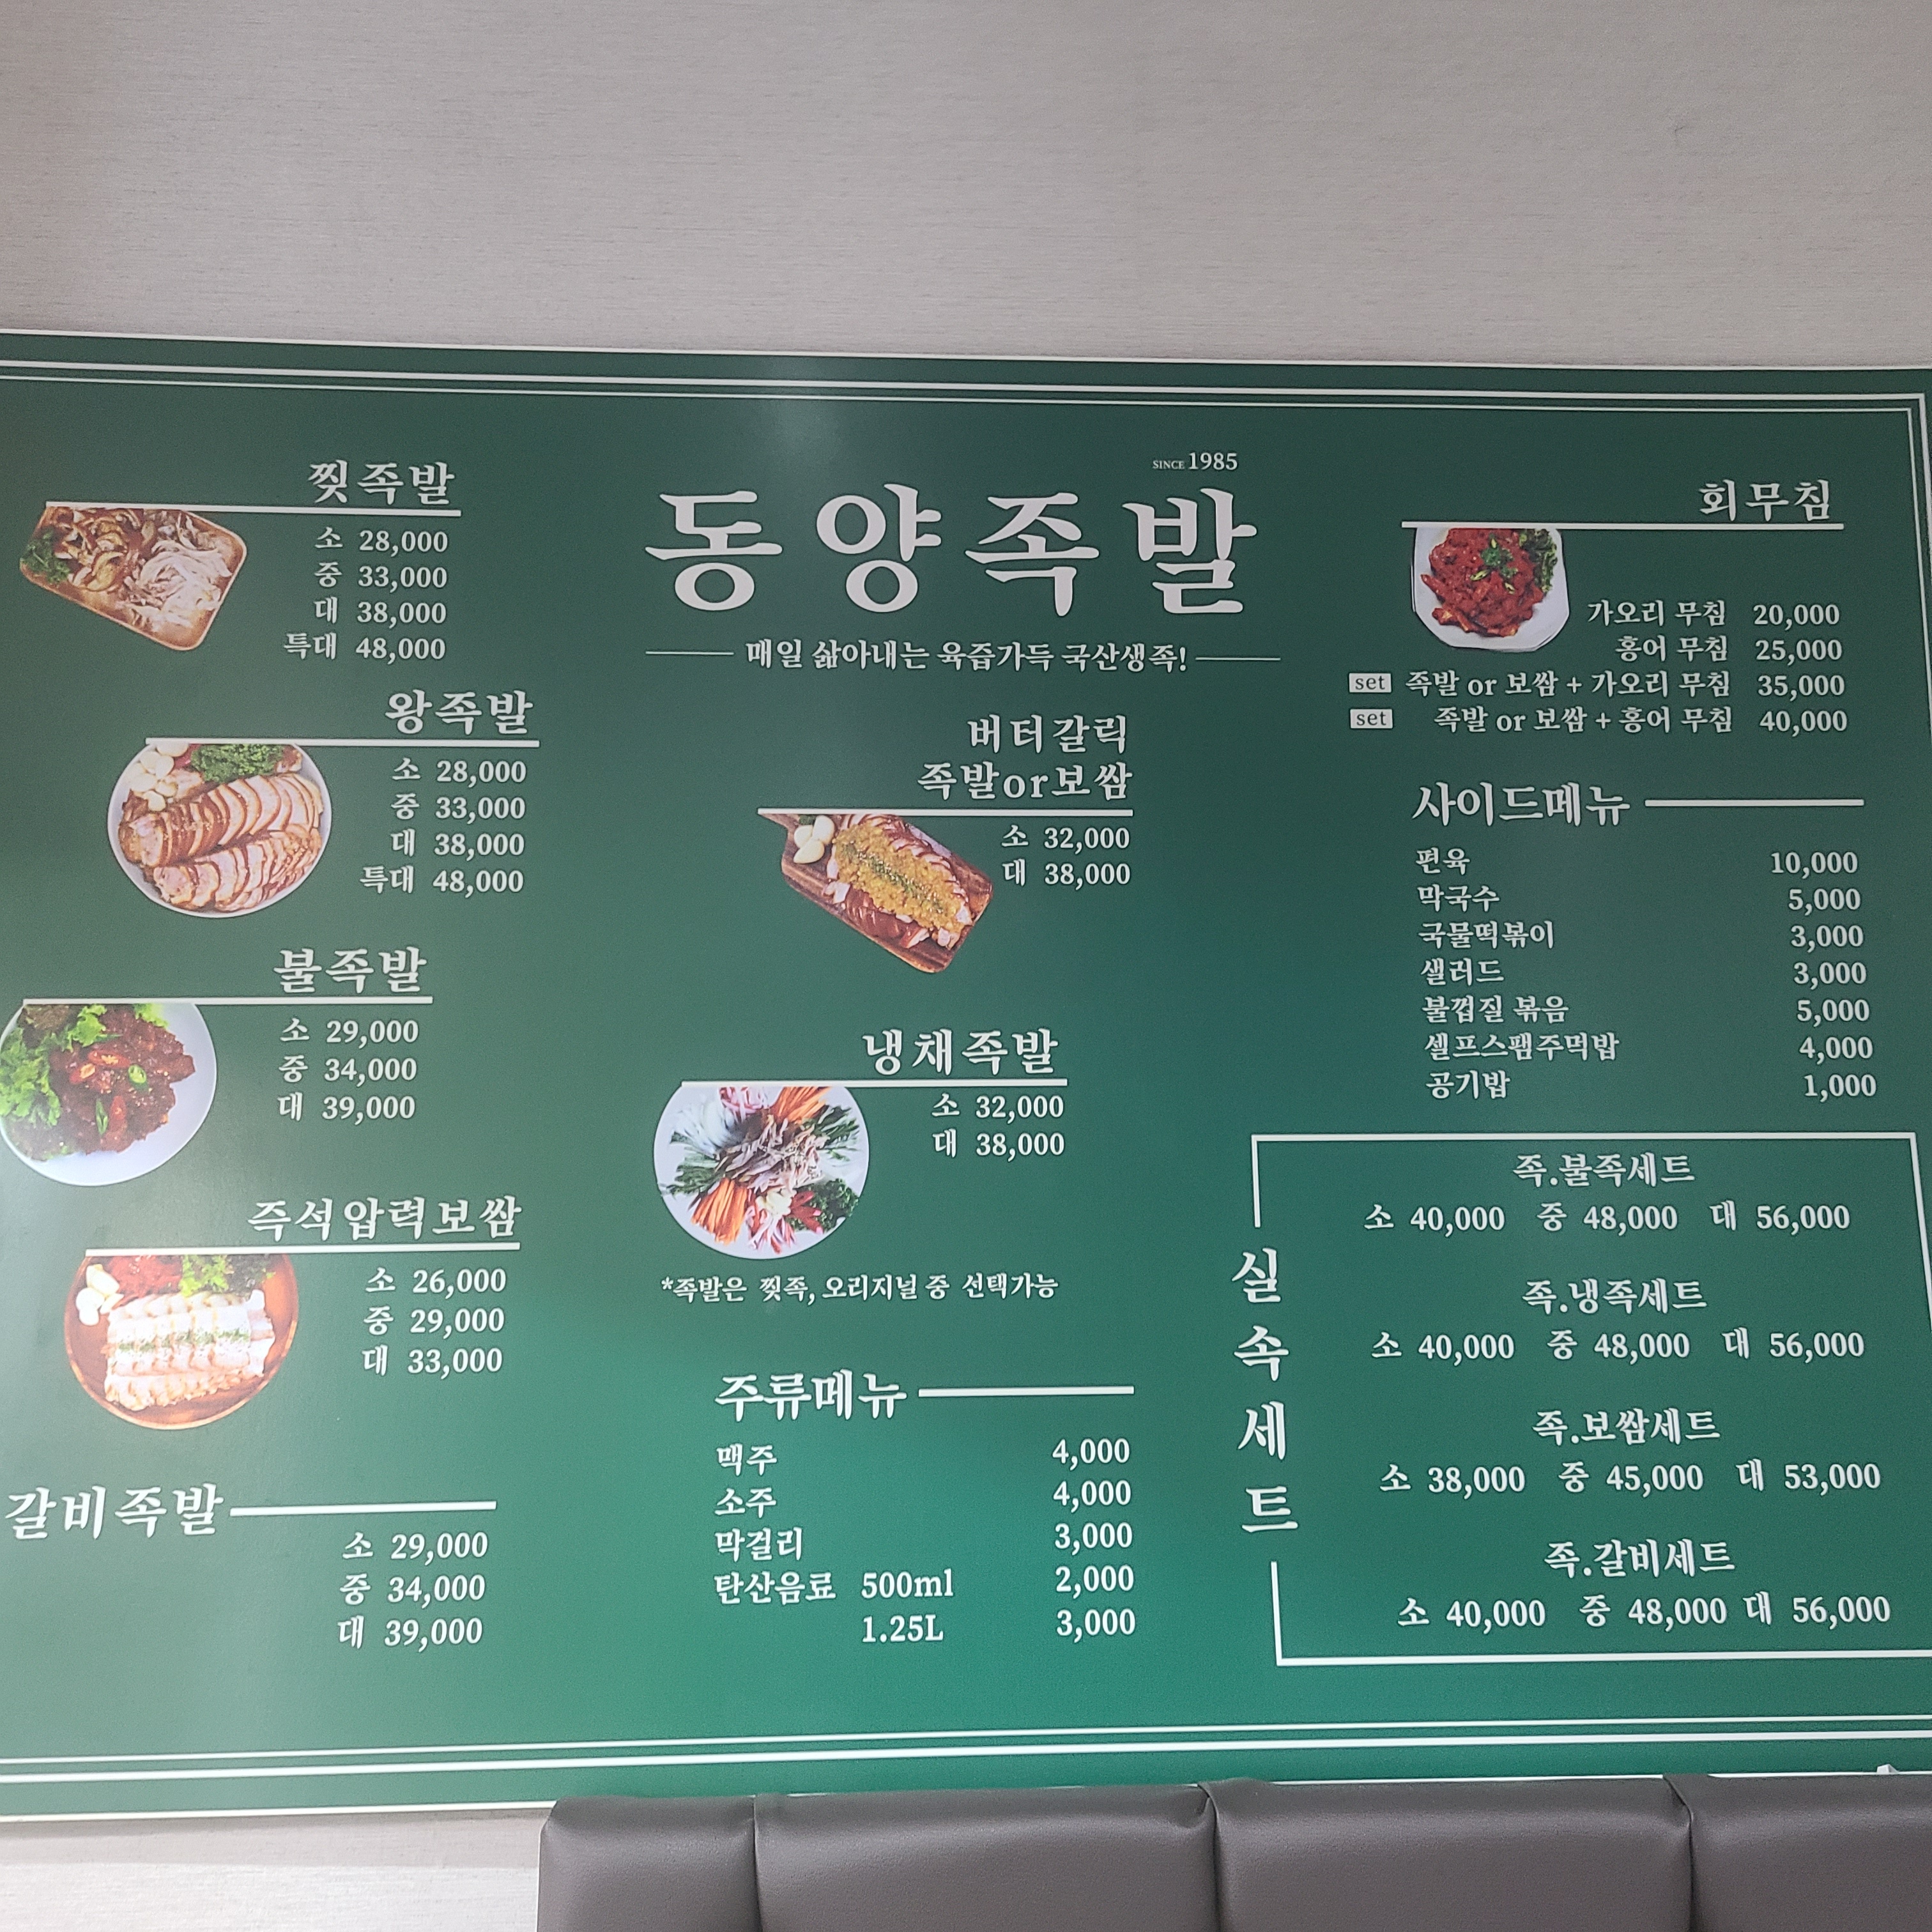 찢족발
소 28,000
중 33,000
대 38,000
특대 48,000
왕족발
소 28,000
중 33,000
대 38,000
특대 48,000
불족발
소 29,000
중 34,000
대 39,000
즉석압력보쌈
소 26,000
중 29,000
대 33,000
갈비족발
소 29,000
중 34,000
대 39,000
SINCE 1985
동양족발
매일 삶아내는 육즙가득 국산생족!
버터갈릭
족발or보쌈
소 32,000
대 38,000
냉채족발
소 32,000
대 38,000
*족발은 찢족, 오리지널 중 선택가능
주류메뉴
맥주 4,000
소주 4,000
막걸리 3,000
탄산음료 500ml 2,000
1.25L 3,000
회무침
가오리 무침 20,000
홍어 무침 25,000
set 족발 or 보쌈 + 가오리 무침 35,000
set 족발 or 보쌈 + 홍어 무침 40,000
사이드메뉴
편육 10,000
막국수 5,000
국물떡볶이 3,000
샐러드 3,000
불껍질 볶음 5,000
셀프스팸주먹밥 4,000
공기밥 1,000
실속세트
족.불족세트
소 40,000 중 48,000 대 56,000
족.냉족세트
소 40,000 중 48,000 대 56,000
족.보쌈세트
소 38,000 중 45,000 대 53,000
족.갈비세트
소 40,000 중 48,000 대 56,000